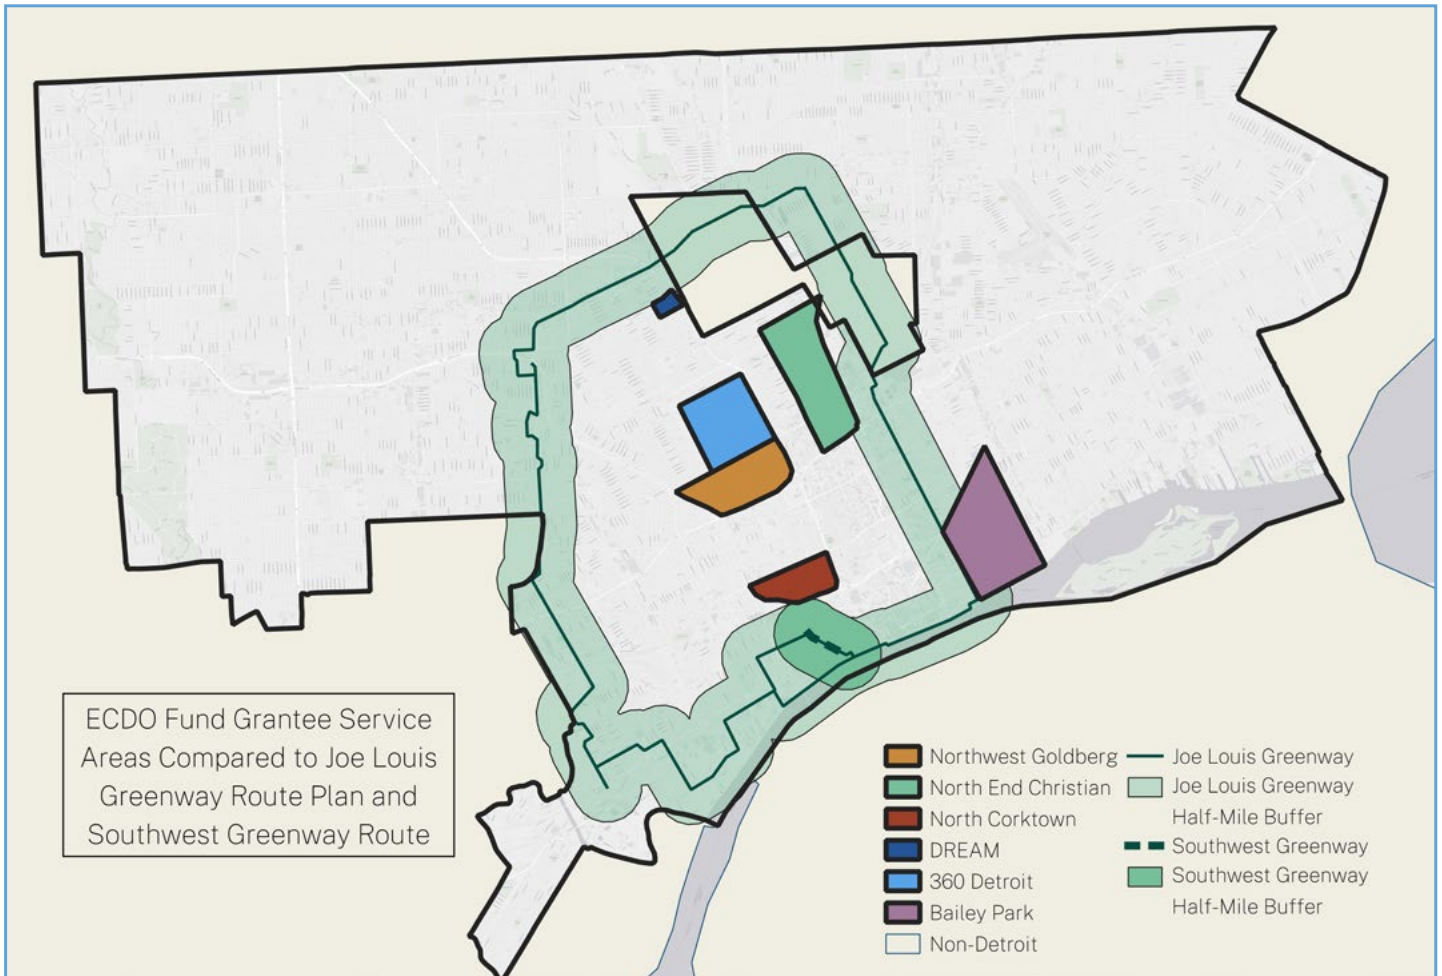 ECDO Fund Grantee Service
Areas Compared to Joe Louis
Greenway Route Plan and
Southwest Greenway Route
Northwest Goldberg
North End Christian
North Corktown
DREAM
360 Detroit
Bailey Park
Non-Detroit
Joe Louis Greenway
Joe Louis Greenway
Half-Mile Buffer
Southwest Greenway
Southwest Greenway
Half-Mile Buffer